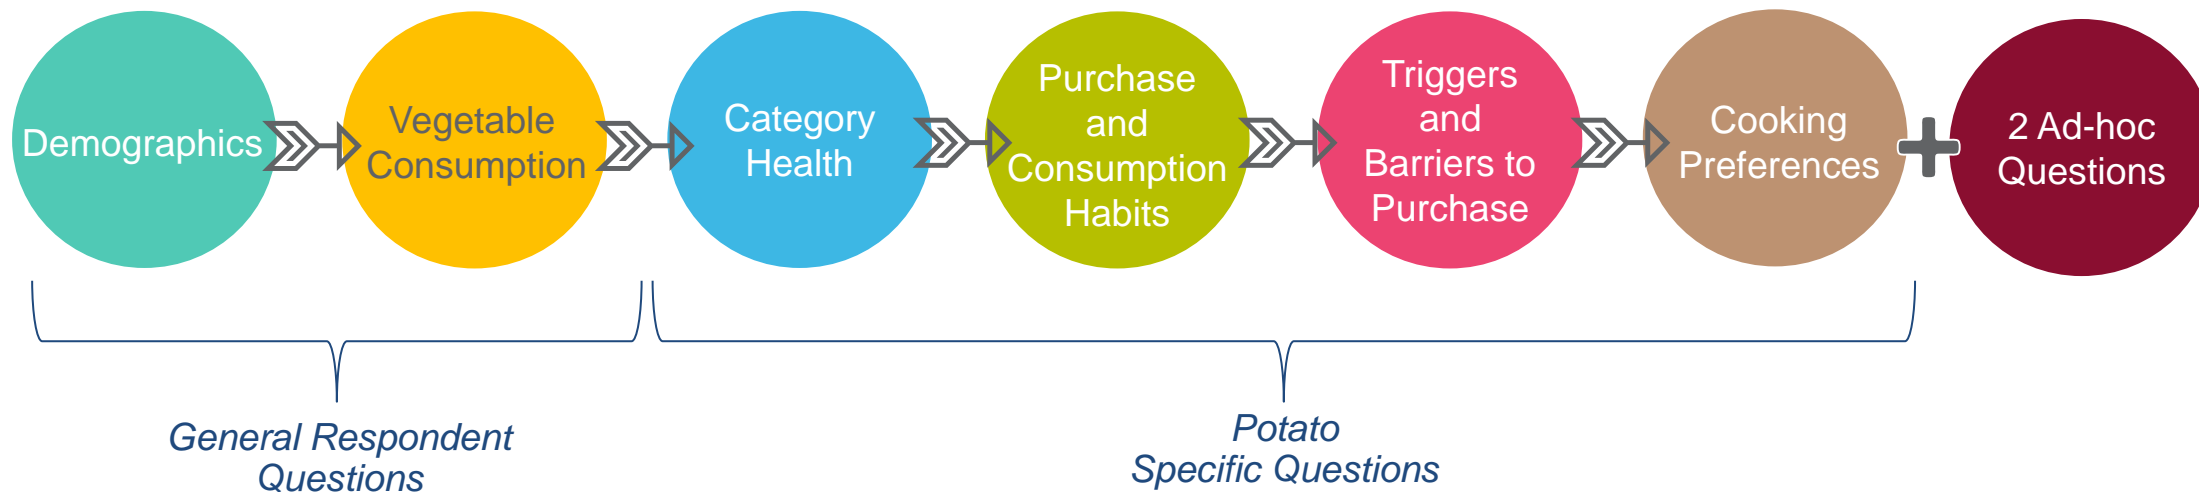 Demographics
Vegetable
Consumption
Category
Health
Purchase
and
Consumption
Habits
Triggers
and
Barriers to
Purchase
Cooking
Preferences
2 Ad-hoc
Questions
General Respondent
Questions
Potato
Specific Questions